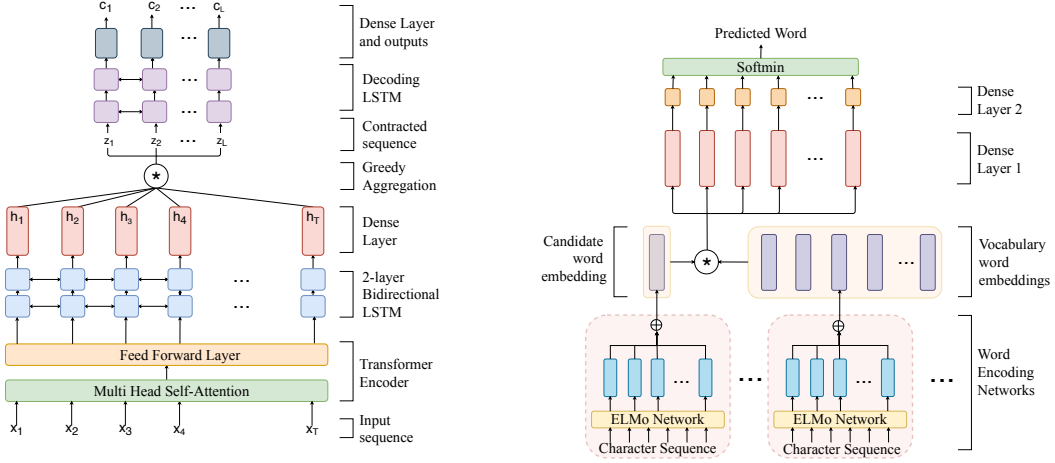 c1 c2 ... cL
Dense Layer
and outputs
...
Decoding
LSTM
...
z1 z2 ... zL
Contracted
sequence
*
Greedy
Aggregation
h1 h2 h3 h4 hT
Dense
Layer
...
2-layer
Bidirectional
LSTM
...
Feed Forward Layer
Transformer
Encoder
Multi Head Self-Attention
x1 x2 x3 x4 xT
Input
sequence
Predicted Word
Softmin
...
Dense
Layer 2
...
Dense
Layer 1
Candidate
word
embedding
*
...
Vocabulary
word
embeddings
... ... ... ...
Word
Encoding
Networks
ELMo Network ELMo Network
Character Sequence Character Sequence